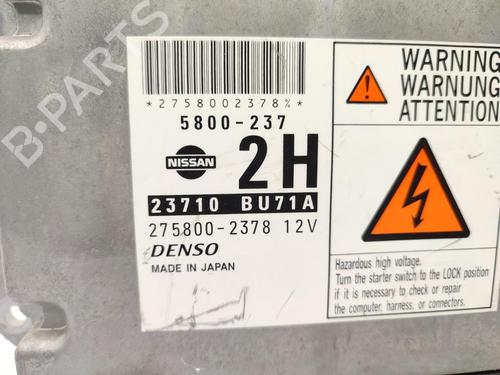 B-PARTS
*2758002378%*
5800-237
NISSAN
2H
23710 BU71A
275800-2378 12V
DENSO
MADE IN JAPAN
WARNING
WARNUNG
ATTENTION
Hazardous high voltage.
Turn the starter switch to the LOCK position
if it is necessary to check or repair
the computer, harness, or connectors.